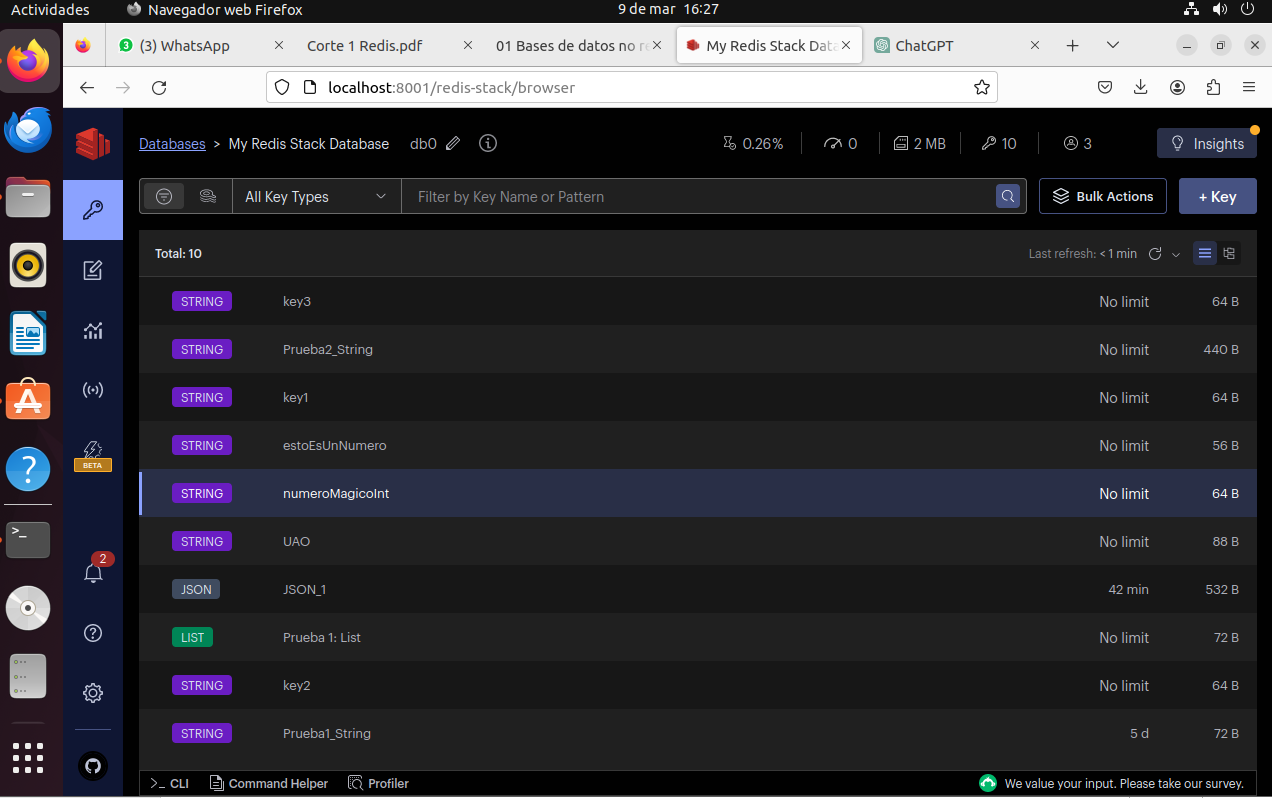 Actividades Navegador web Firefox 9 de mar 16:27
3 (3) WhatsApp Corte 1 Redis.pdf 01 Bases de datos no re My Redis Stack Data ChatGPT
localhost:8001/redis-stack/browser
Databases > My Redis Stack Database db0 0.26% 0 2 MB 10 3 Insights
All Key Types Filter by Key Name or Pattern Bulk Actions + Key
Total: 10 Last refresh: < 1 min
STRING key3 No limit 64 B
STRING Prueba2_String No limit 440 B
STRING key1 No limit 64 B
STRING estoEsUnNumero No limit 56 B
BETA
STRING numeroMagicoInt No limit 64 B
STRING UAO No limit 88 B
2
JSON JSON_1 42 min 532 B
LIST Prueba 1: List No limit 72 B
STRING key2 No limit 64 B
STRING Prueba1_String 5 d 72 B
>_ CLI Command Helper Profiler We value your input. Please take our survey.